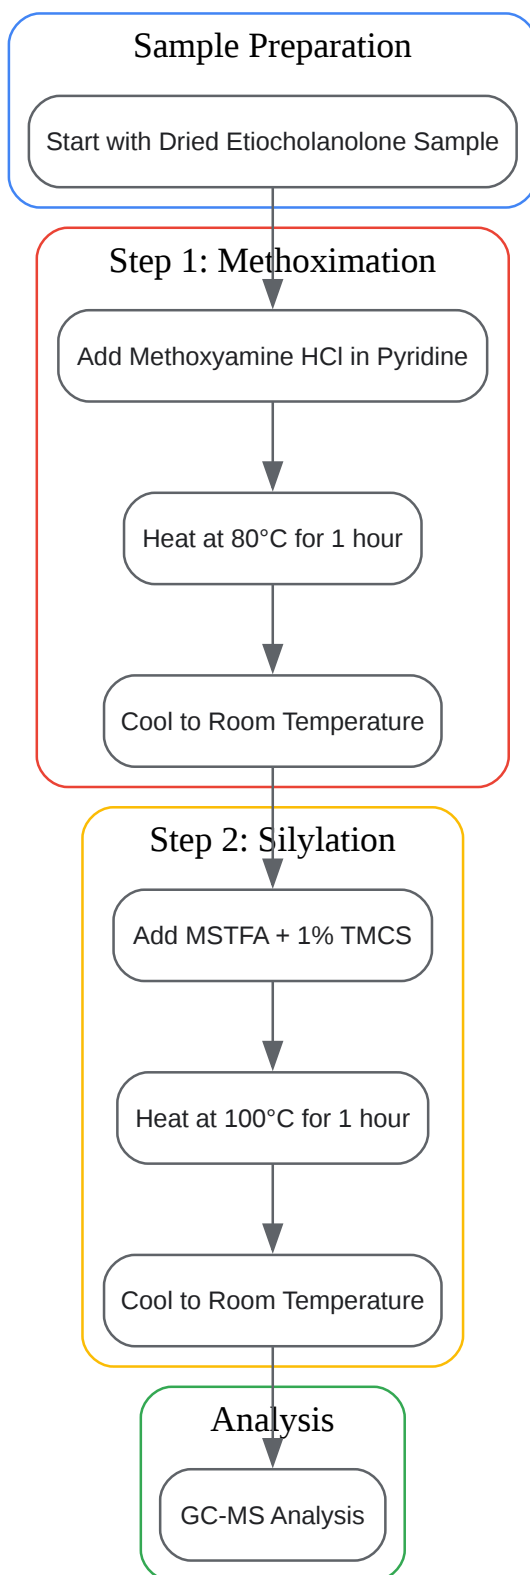 Sample Preparation
Start with Dried Etiocholanolone Sample
Step 1: Methoximation
Add Methoxyamine HCl in Pyridine
Heat at 80°C for 1 hour
Cool to Room Temperature
Step 2: Silylation
Add MSTFA + 1% TMCS
Heat at 100°C for 1 hour
Cool to Room Temperature
Analysis
GC-MS Analysis